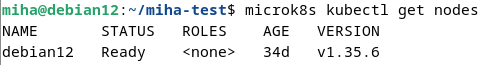 miha@debian12:~/miha-test$ microk8s kubectl get nodes
NAME       STATUS   ROLES    AGE   VERSION
debian12   Ready    <none>   34d   v1.35.6